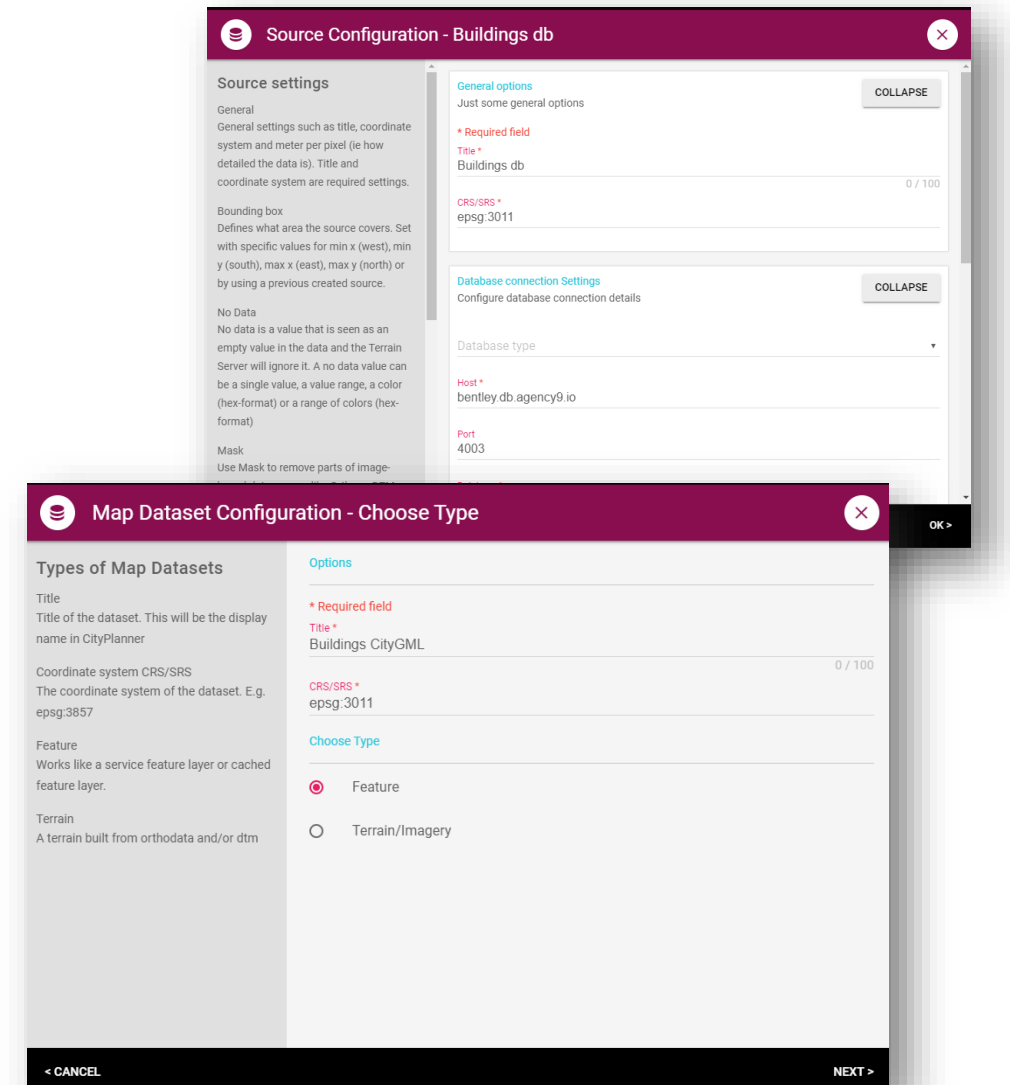 Source Configuration - Buildings db
Source settings
General
General settings such as title, coordinate
system and meter per pixel (ie how
detailed the data is). Title and
coordinate system are required settings.
Bounding box
Defines what area the source covers. Set
with specific values for min x (west), min
y (south), max x (east), max y (north) or
by using a previous created source.
No Data
No data is a value that is seen as an
empty value in the data and the Terrain
Server will ignore it. A no data value can
be a single value, a value range, a color
(hex-format) or a range of colors (hex-
format)
Mask
Use Mask to remove parts of image-
General options
Just some general options
COLLAPSE
* Required field
Title *
Buildings db
0 / 100
CRS/SRS *
epsg:3011
Database connection Settings
Configure database connection details
COLLAPSE
Database type
Host *
bentley.db.agency9.io
Port
4003
OK >
Map Dataset Configuration - Choose Type
Types of Map Datasets
Title
Title of the dataset. This will be the display
name in CityPlanner
Coordinate system CRS/SRS
The coordinate system of the dataset. E.g.
epsg:3857
Feature
Works like a service feature layer or cached
feature layer.
Terrain
A terrain built from orthodata and/or dtm
Options
* Required field
Title *
Buildings CityGML
0 / 100
CRS/SRS *
epsg:3011
Choose Type
Feature
Terrain/Imagery
< CANCEL
NEXT >